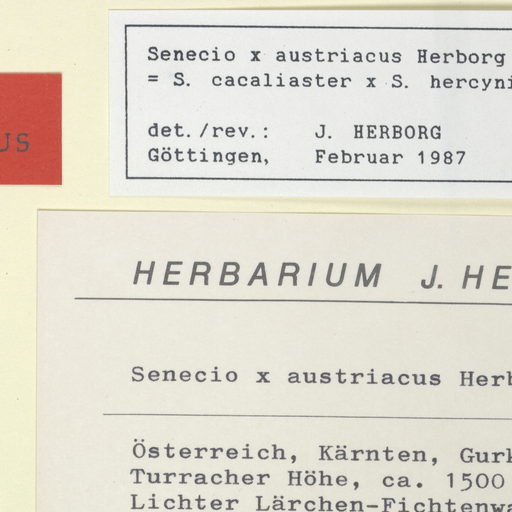 Senecio x austriacus Herborg
= S. cacaliaster x S. hercyni
det./rev.: J. HERBORG
Göttingen, Februar 1987
US
HERBARIUM J. HE
Senecio x austriacus Herb
Österreich, Kärnten, Gurk
Turracher Höhe, ca. 1500
Lichter Lärchen-Fichtenwa